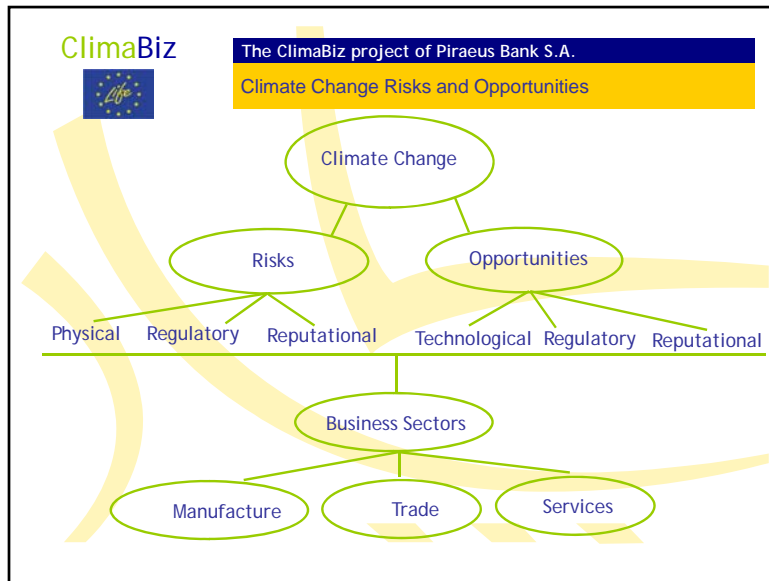 ClimaBiz
The ClimaBiz project of Piraeus Bank S.A.
Life
Climate Change Risks and Opportunities
Climate Change
Risks
Opportunities
Physical Regulatory Reputational Technological Regulatory Reputational
Business Sectors
Manufacture Trade Services